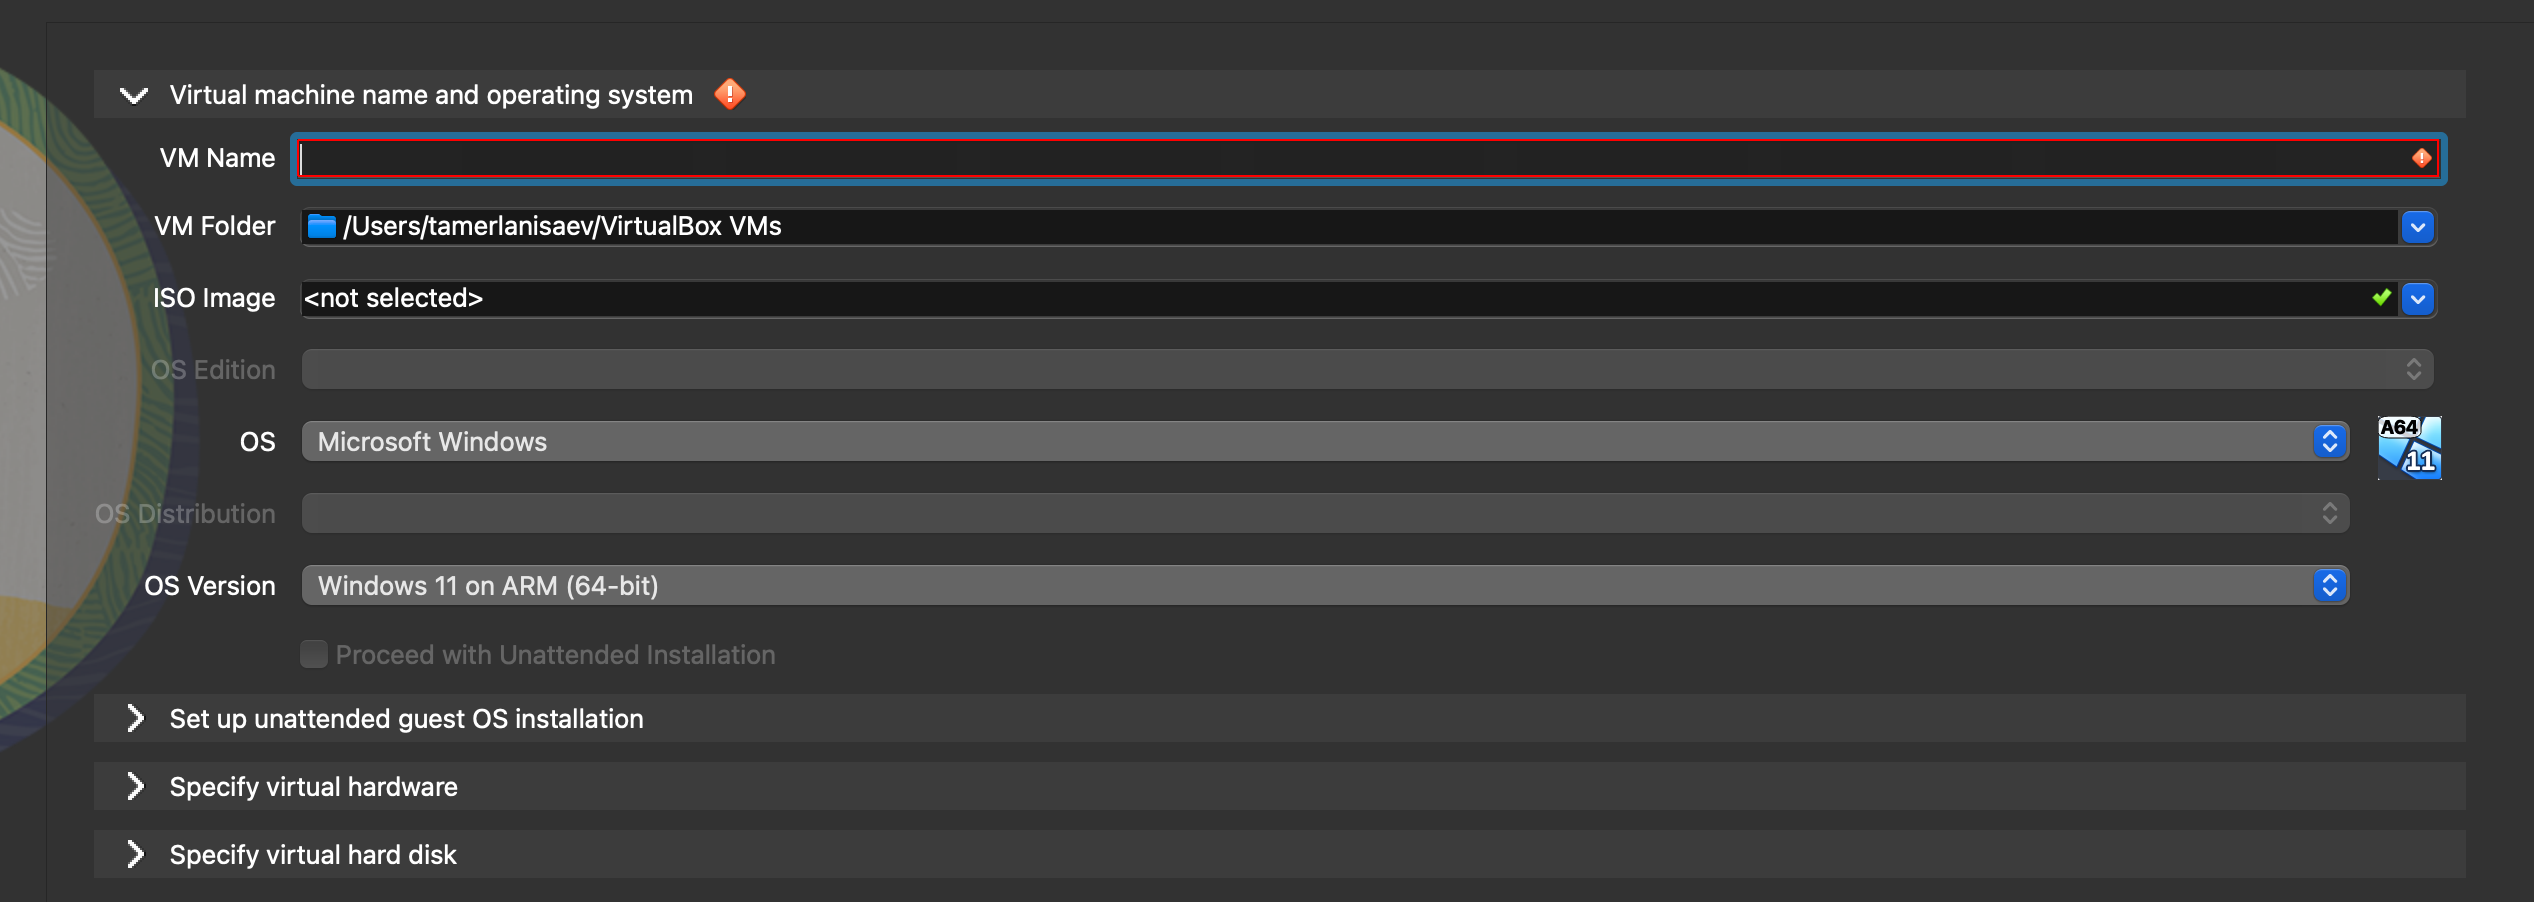 Virtual machine name and operating system
VM Name
VM Folder /Users/tamerlanisaev/VirtualBox VMs
ISO Image <not selected>
OS Edition
OS Microsoft Windows
A64
11
OS Distribution
OS Version Windows 11 on ARM (64-bit)
Proceed with Unattended Installation
Set up unattended guest OS installation
Specify virtual hardware
Specify virtual hard disk